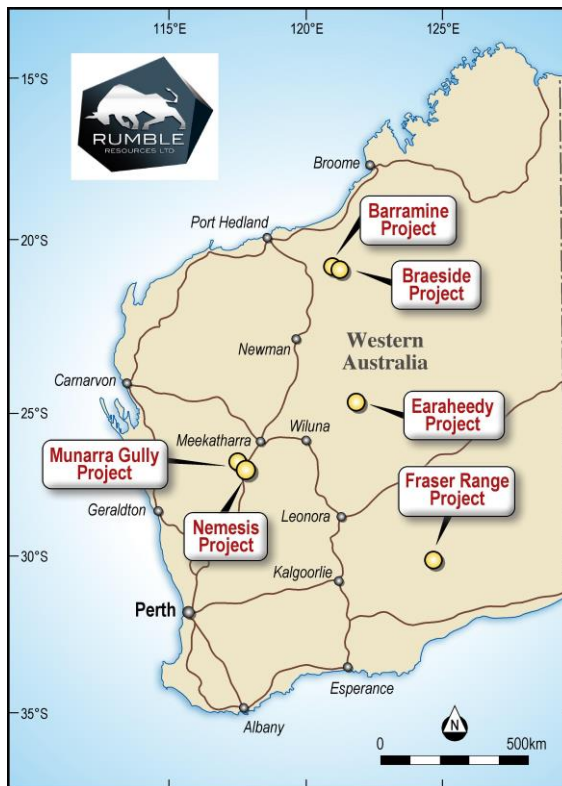 115°E
120°E
125°E
15°S
RUMBLE
RESOURCES LTD
Broome
Barramine
Project
Port Hedland
20°S
Braeside
Project
Newman
Western
Australia
Carnarvon
25°S
Earaheedy
Project
Meekatharra
Wiluna
Munarra Gully
Project
Fraser Range
Project
Geraldton
Nemesis
Project
Leonora
30°S
Kalgoorlie
Perth
Esperance
35°S
Albany
N
0
500km